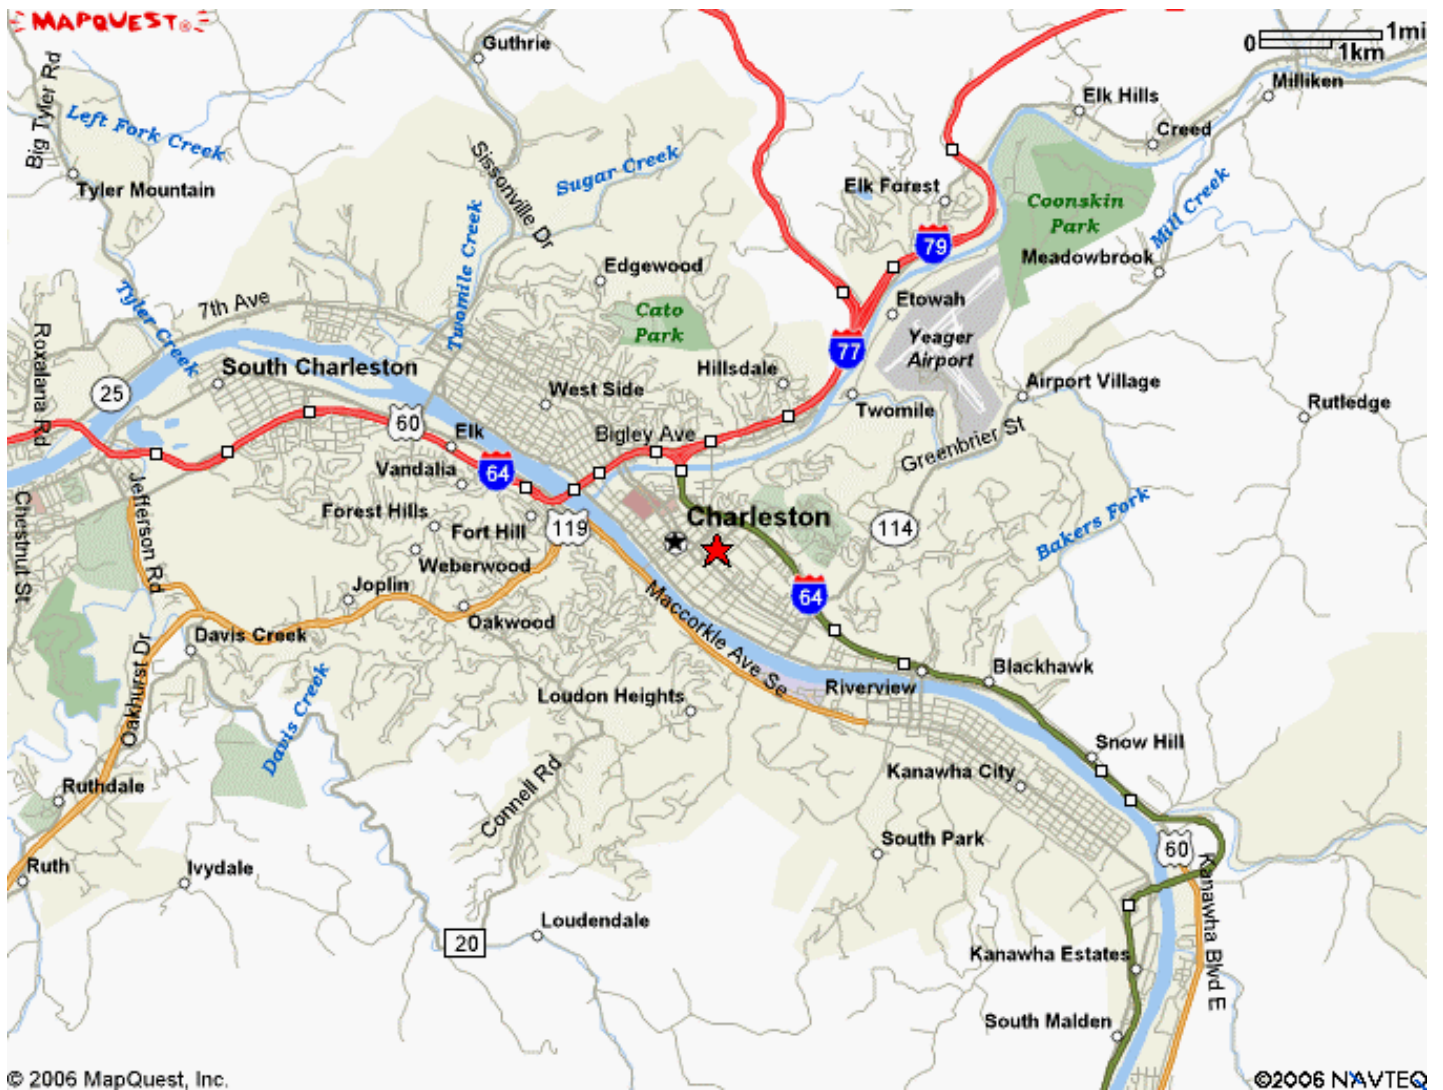 MAPQUEST®
Guthrie
0 1mi
1km
Big Tyler Rd
Left Fork Creek
Tyler Mountain
Sissonville Dr
Sugar Creek
Elk Hills
Milliken
Creed
Elk Forest
Coonskin
Park
Mill Creek
79
Meadowbrook
Edgewood
Twomile Creek
Tyler Creek
7th Ave
Cato
Park
Etowah
Yeager
Airport
77
Roxalana Rd
South Charleston
25
West Side
Hillsdale
Airport Village
Twomile
Rutledge
60
Elk
Bigley Ave
Greenbrier St
Vandalia
64
Jefferson Rd
Chestnut St
Forest Hills
Fort Hill
119
Charleston
114
Bakers Fork
Weberwood
Joplin
Oakwood
64
Maccorkle Ave Se
Davis Creek
Oakhurst Dr
Blackhawk
Riverview
Loudon Heights
Davis Creek
Snow Hill
Kanawha City
Connell Rd
Ruthdale
South Park
60
Kanawha Blvd E
Ruth
Ivydale
20
Loudendale
Kanawha Estates
South Malden
© 2006 MapQuest, Inc.
©2006 NAVTEQ